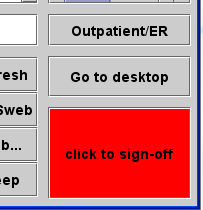 Outpatient/ER
resh
Go to desktop
Sweb
b...
eep
click to sign-off